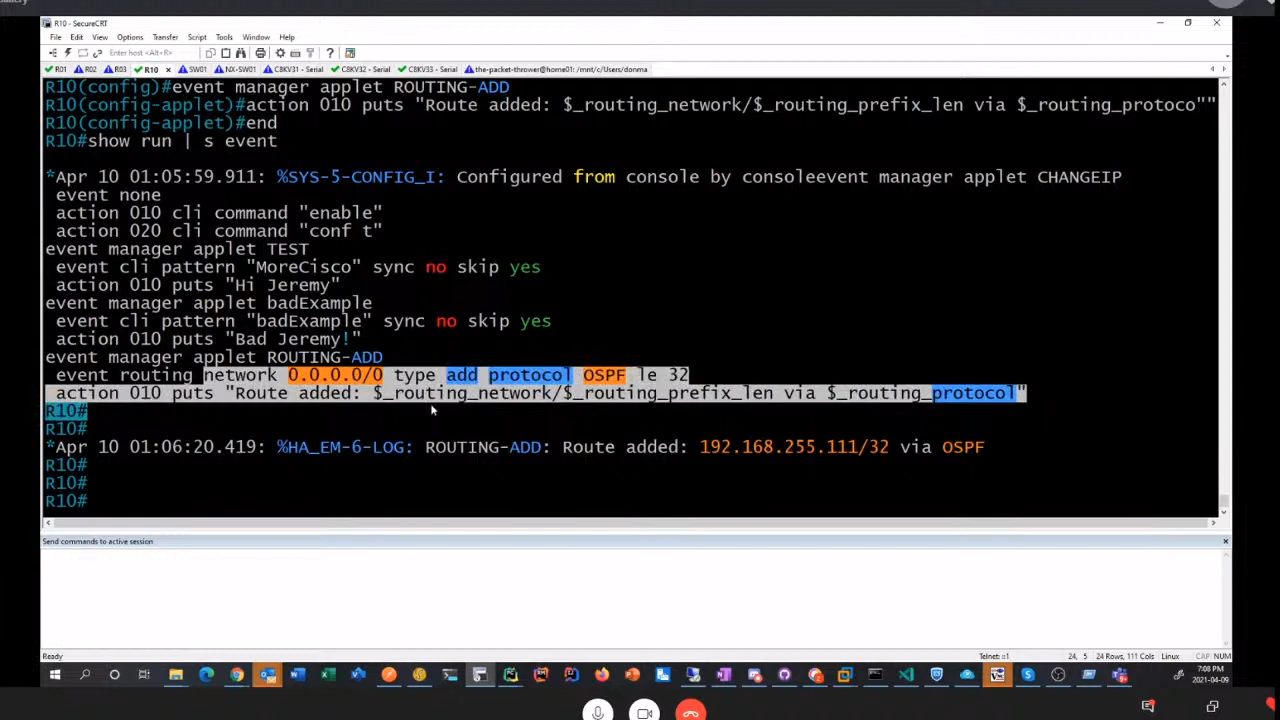 R10 - SecureCRT
File Edit View Options Transfer Script Tools Window Help
Enter host <Alt+R>
R01 R02 R03 R10 SW01 NX-SW01 C8KV31 - Serial C8KV32 - Serial C8KV33 - Serial the-packet-thrower@home01: /mnt/c/Users/donma
R10(config)#event manager applet ROUTING-ADD
R10(config-applet)#action 010 puts "Route added: $_routing_network/$_routing_prefix_len via $_routing_protoco""
R10(config-applet)#end
R10#show run | s event
*Apr 10 01:05:59.911: %SYS-5-CONFIG_I: Configured from console by consoleevent manager applet CHANGEIP
event none
action 010 cli command "enable"
action 020 cli command "conf t"
event manager applet TEST
event cli pattern "MoreCisco" sync no skip yes
action 010 puts "Hi Jeremy"
event manager applet badExample
event cli pattern "badExample" sync no skip yes
action 010 puts "Bad Jeremy!"
event manager applet ROUTING-ADD
event routing network 0.0.0.0/0 type add protocol OSPF le 32
action 010 puts "Route added: $_routing_network/$_routing_prefix_len via $_routing_protocol"
R10#
R10#
*Apr 10 01:06:20.419: %HA_EM-6-LOG: ROUTING-ADD: Route added: 192.168.255.111/32 via OSPF
R10#
R10#
R10#
Send commands to active session
Ready Telnet: ::1 24, 5 24 Rows, 111 Cols Linux CAP NUM
7:08 PM
2021-04-09